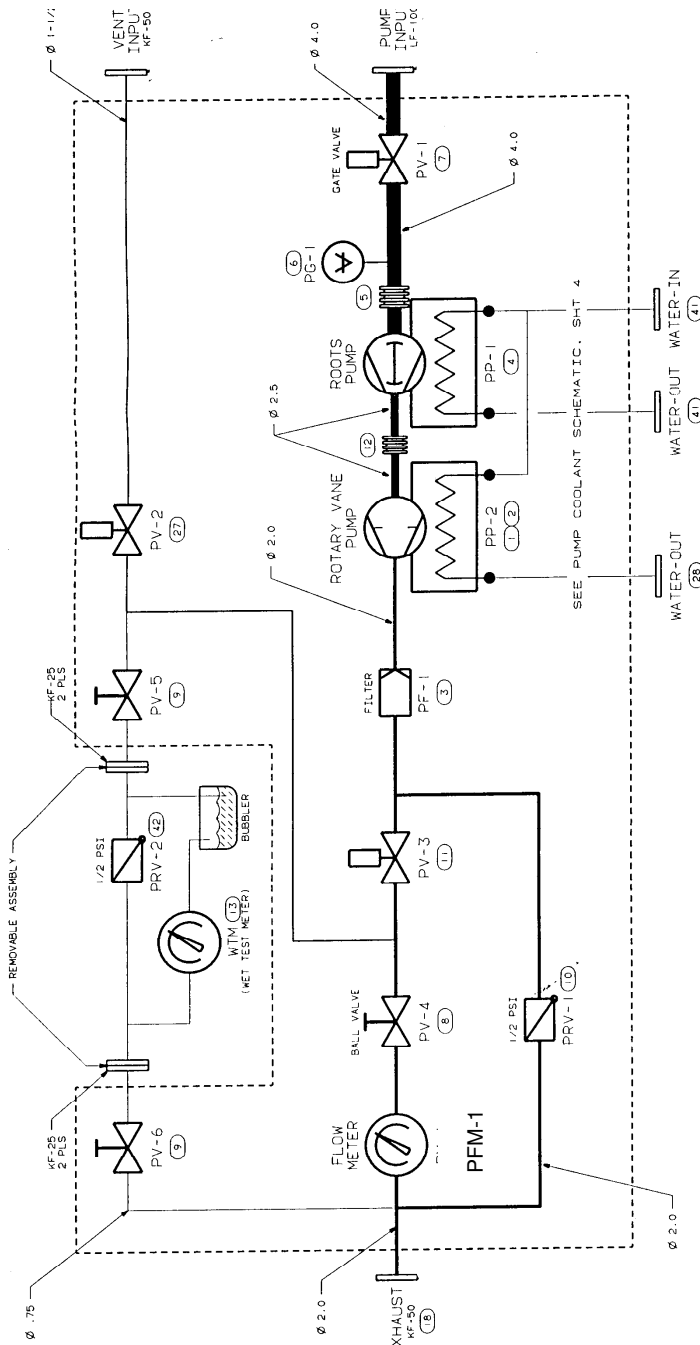 Ø 1-1/2
VENT
INPUT
KF-50
PV-2
27
PV-5
9
KF-25
2 PLS
REMOVABLE ASSEMBLY
1/2 PSI
PRV-2
42
BUBBLER
WTM
13
(WET TEST METER)
KF-25
2 PLS
PV-6
9
Ø .75
Ø 4.0
PUMP
INPU
LF-100
GATE VALVE
PV-1
7
Ø 4.0
6
PG-1
5
ROOTS
PUMP
PP-1
4
Ø 2.5
12
ROTARY VANE
PUMP
PP-2
1
2
Ø 2.0
FILTER
PF-1
3
PV-3
11
BALL VALVE
PV-4
8
1/2 PSI
PRV-1
10
FLOW
METER
PFM-1
Ø 2.0
Ø 2.0
XHAUST
KF-50
18
SEE PUMP COOLANT SCHEMATIC, SHT 4
WATER-IN
41
WATER-OUT
41
WATER-OUT
28